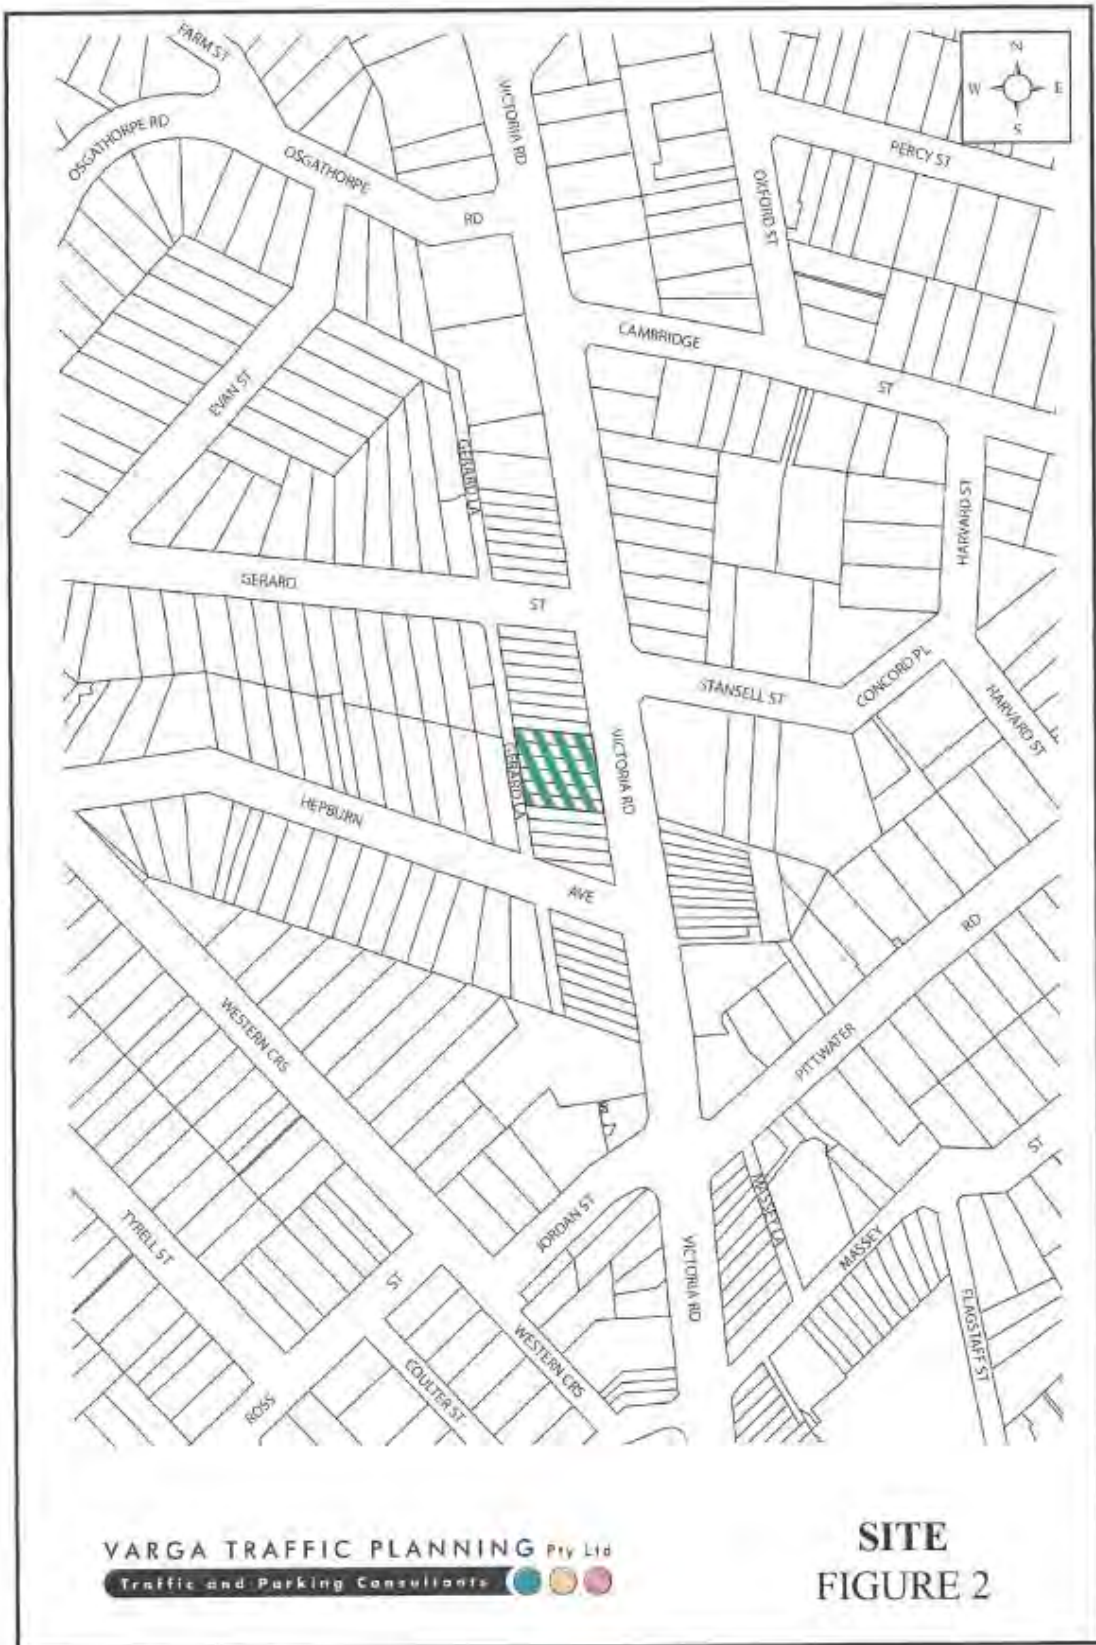 FARM ST
N
W E
S
OSGATHORPE RD
OSGATHORPE
RD
VICTORIA RD
PERCY ST
OXFORD ST
CAMBRIDGE
ST
EVAN ST
GERARD LA
HARVARD ST
GERARD
ST
STANSELL ST
CONCORD PL
HARVARD ST
VICTORIA RD
GERARD LA
HEPBURN
AVE
RD
WESTERN CRS
PITTWATER
ST
TYRELL ST
JORDAN ST
MASSEY LA
MASSEY
VICTORIA RD
ST
FLAGSTAFF ST
WESTERN CRS
COULTER ST
ROSS
VARGA TRAFFIC PLANNING Pty Ltd
Traffic and Parking Consultants
SITE
FIGURE 2